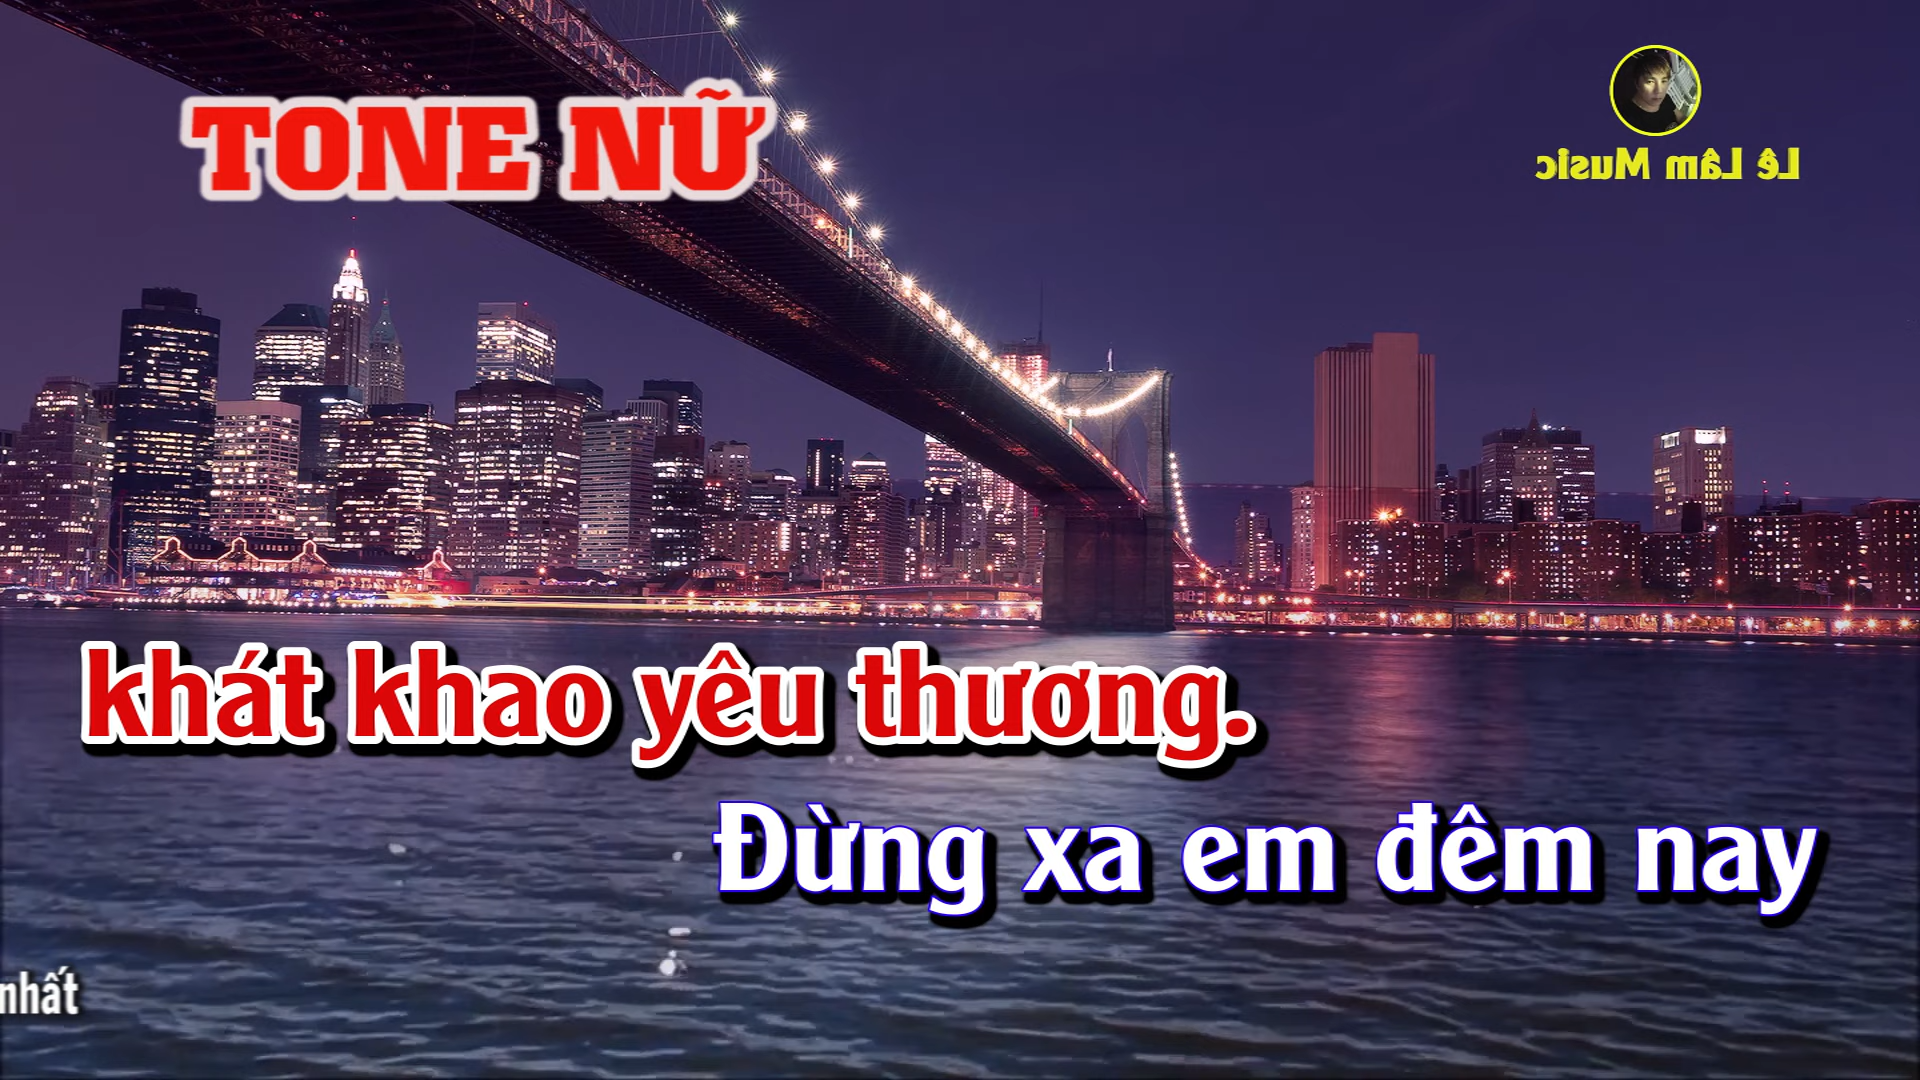 TONE NỮ
Lê Lâm Music
khát khao yêu thương.
Đừng xa em đêm nay
nhất